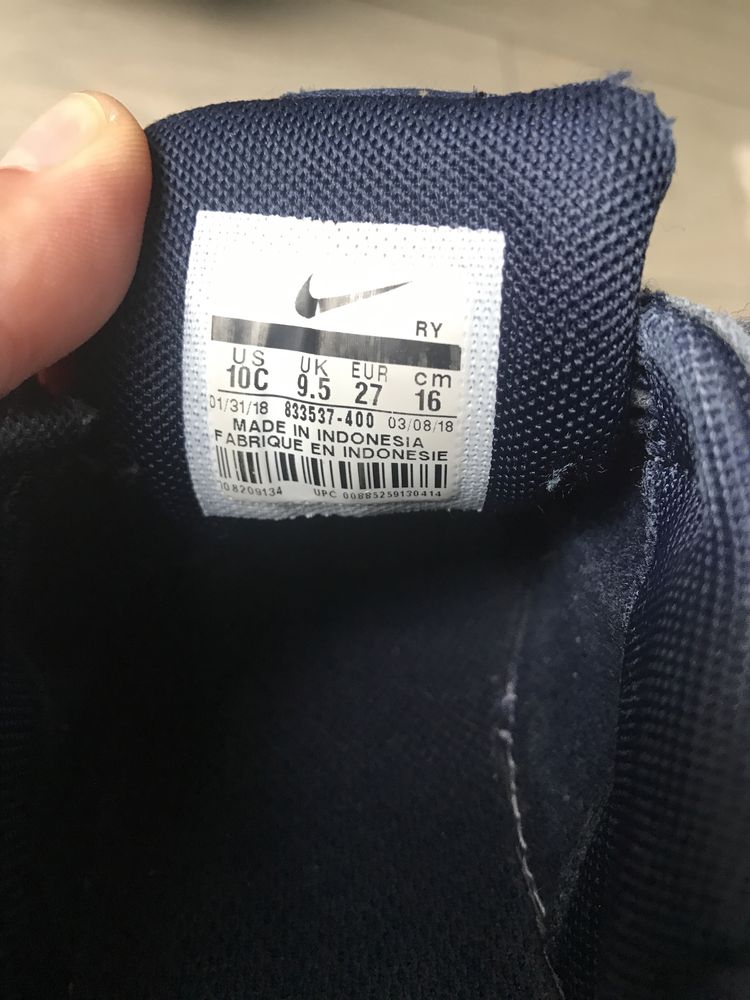 RY
US UK EUR cm
10C 9.5 27 16
01/31/18 833537-400 03/08/18
MADE IN INDONESIA
FABRIQUE EN INDONESIE
108209134 UPC 00885259130414